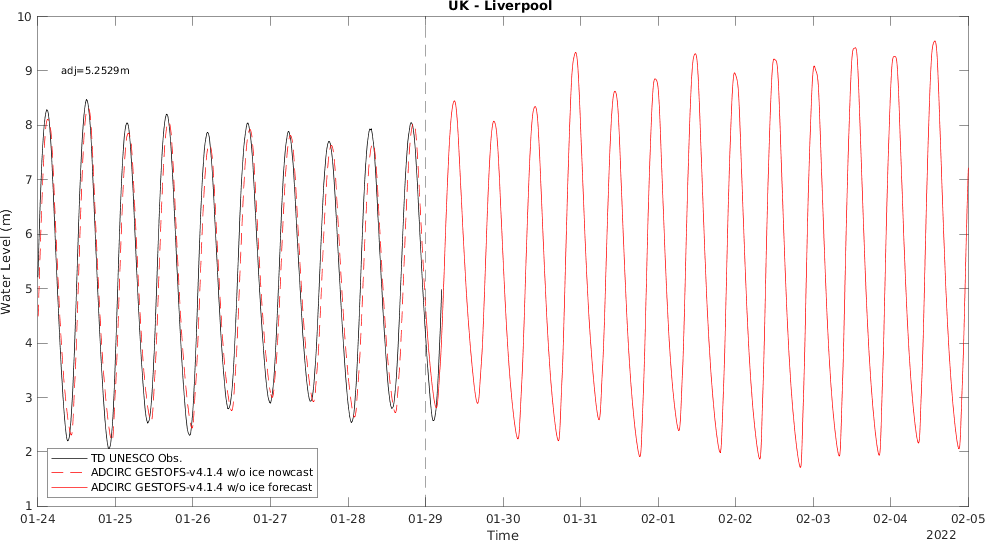 UK - Liverpool
10
9
8
7
6
5
4
3
2
1
Water Level (m)
adj=5.2529m
TD UNESCO Obs.
ADCIRC GESTOFS-v4.1.4 w/o ice nowcast
ADCIRC GESTOFS-v4.1.4 w/o ice forecast
01-24 01-25 01-26 01-27 01-28 01-29 01-30 01-31 02-01 02-02 02-03 02-04 02-05
Time
2022